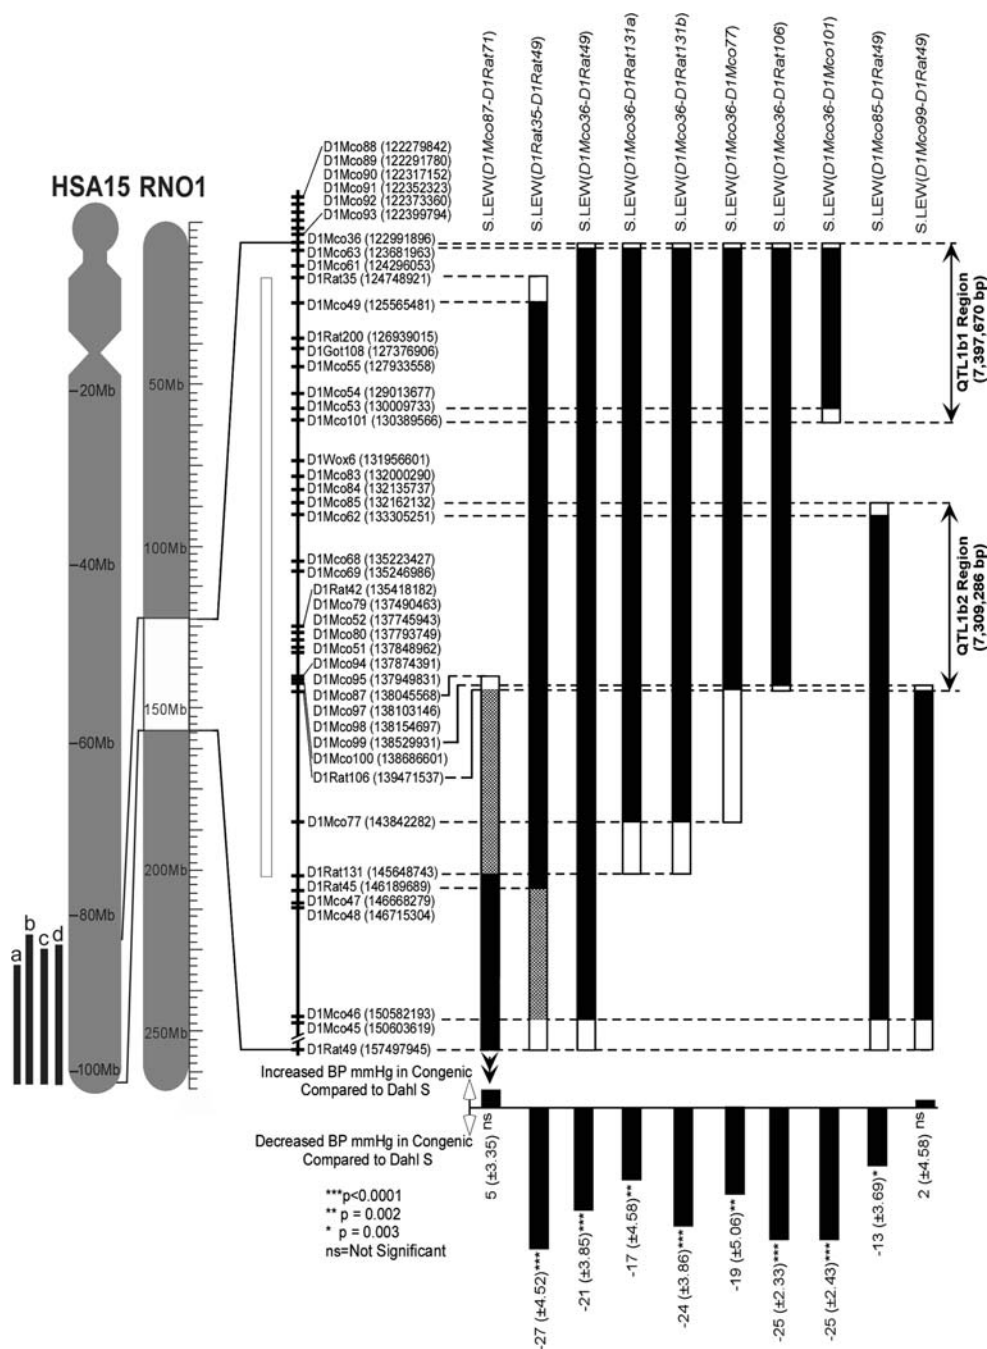 S.LEW(D1Mco87-D1Rat71)
S.LEW(D1Rat35-D1Rat49)
S.LEW(D1Mco36-D1Rat49)
S.LEW(D1Mco36-D1Rat131a)
S.LEW(D1Mco36-D1Rat131b)
S.LEW(D1Mco36-D1Mco77)
S.LEW(D1Mco36-D1Rat106)
S.LEW(D1Mco36-D1Mco101)
S.LEW(D1Mco85-D1Rat49)
S.LEW(D1Mco99-D1Rat49)
HSA15 RNO1
D1Mco88 (122279842)
D1Mco89 (122291780)
D1Mco90 (122317152)
D1Mco91 (122352323)
D1Mco92 (122373360)
D1Mco93 (122399794)
D1Mco36 (122991896)
D1Mco63 (123681963)
D1Mco61 (124296053)
D1Rat35 (124748921)
D1Mco49 (125565481)
D1Rat200 (126939015)
D1Got108 (127376906)
D1Mco55 (127933558)
D1Mco54 (129013677)
D1Mco53 (130009733)
D1Mco101 (130389566)
D1Wox6 (131956601)
D1Mco83 (132000290)
D1Mco84 (132135737)
D1Mco85 (132162132)
D1Mco62 (133305251)
D1Mco68 (135223427)
D1Mco69 (135246986)
D1Rat42 (135418182)
D1Mco79 (137490463)
D1Mco52 (137745943)
D1Mco80 (137793749)
D1Mco51 (137848962)
D1Mco94 (137874391)
D1Mco95 (137949831)
D1Mco87 (138045568)
D1Mco97 (138103146)
D1Mco98 (138154697)
D1Mco99 (138529931)
D1Mco100 (138686601)
D1Rat106 (139471537)
D1Mco77 (143842282)
D1Rat131 (145648743)
D1Rat45 (146189689)
D1Mco47 (146668279)
D1Mco48 (146715304)
D1Mco46 (150582193)
D1Mco45 (150603619)
D1Rat49 (157497945)
–20Mb
–40Mb
–60Mb
–80Mb
–100Mb
50Mb
100Mb
150Mb
200Mb
250Mb
a
b
c
d
QTL1b1 Region
(7,397,670 bp)
QTL1b2 Region
(7,309,286 bp)
Increased BP mmHg in Congenic
Compared to Dahl S
Decreased BP mmHg in Congenic
Compared to Dahl S
***p<0.0001
** p = 0.002
* p = 0.003
ns=Not Significant
5 (±3.35) ns
-27 (±4.52)***
-21 (±3.85)***
-17 (±4.58)**
-24 (±3.86)***
-19 (±5.06)**
-25 (±2.33)***
-25 (±2.43)***
-13 (±3.69)*
2 (±4.58) ns